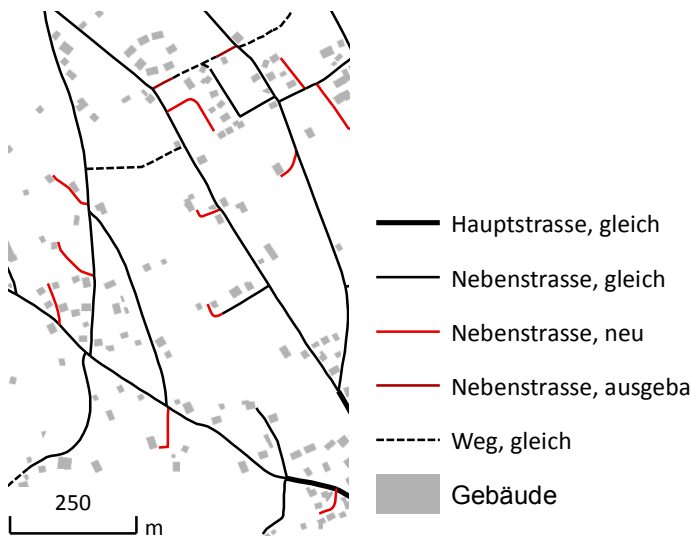 Hauptstrasse, gleich
Nebenstrasse, gleich
Nebenstrasse, neu
Nebenstrasse, ausgeba
Weg, gleich
Gebäude
250
m